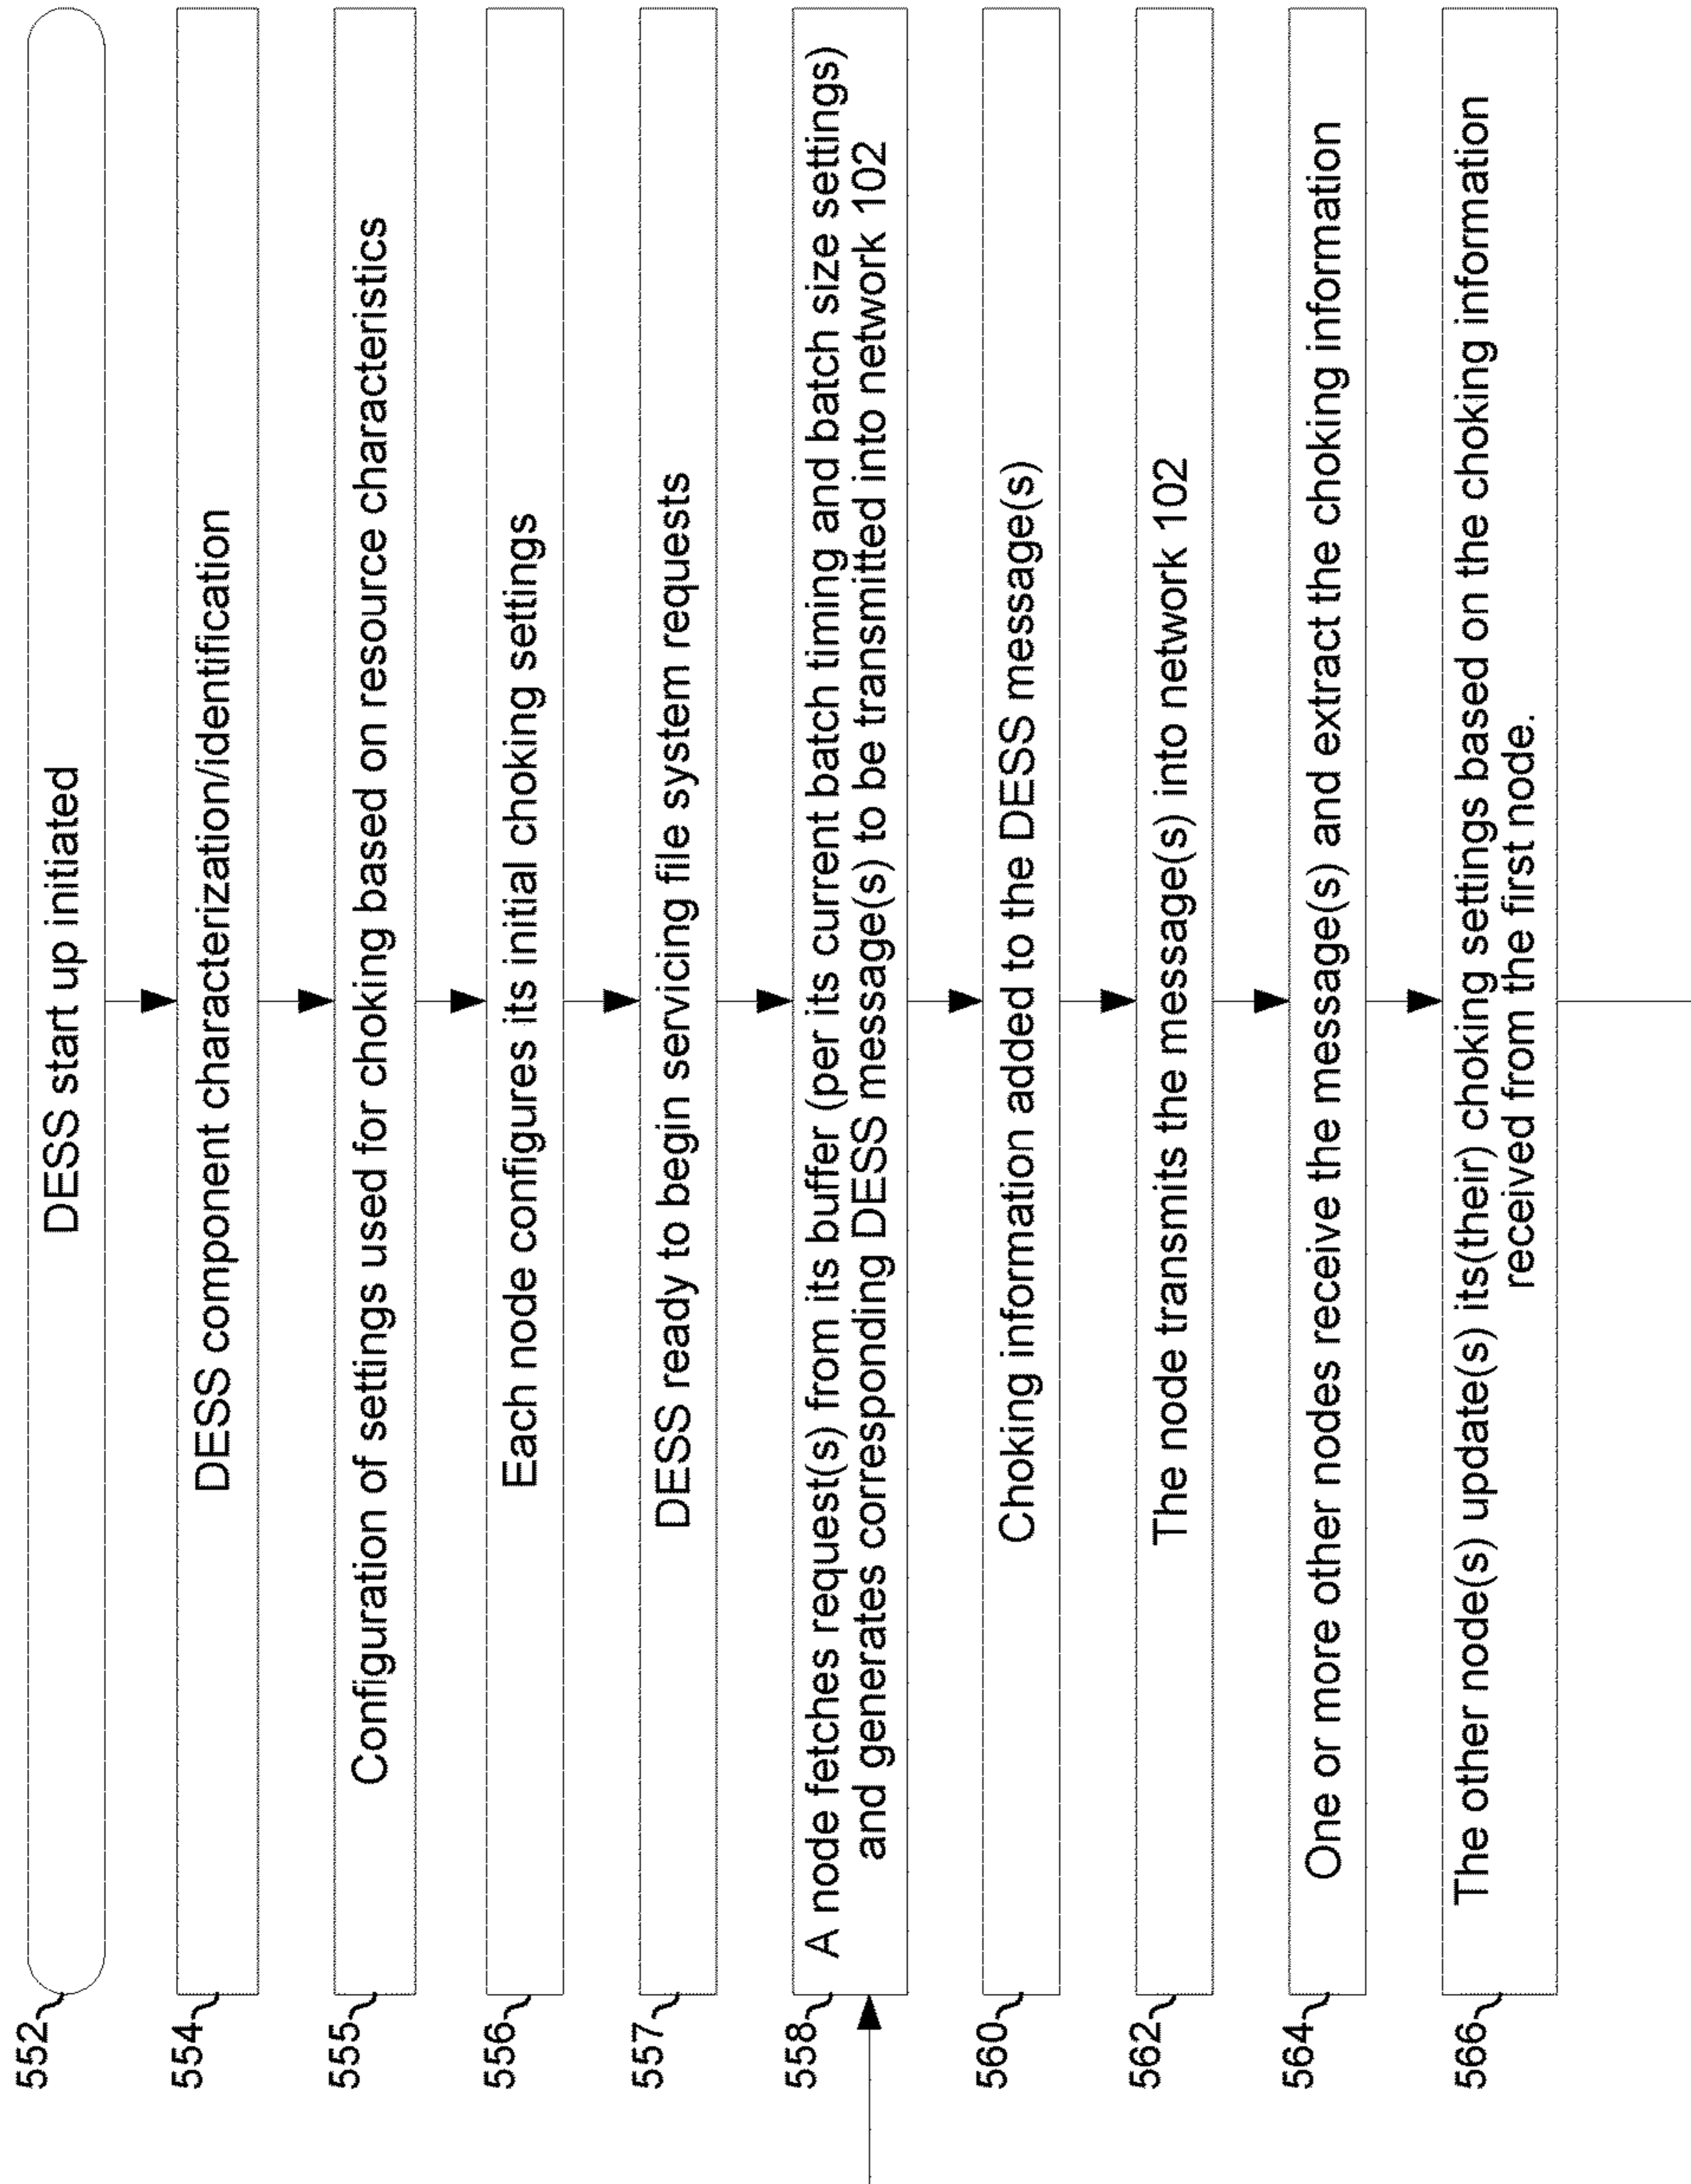 552
DESS start up initiated
554
DESS component characterization/identification
555
Configuration of settings used for choking based on resource characteristics
556
Each node configures its initial choking settings
557
DESS ready to begin servicing file system requests
558
A node fetches request(s) from its buffer (per its current batch timing and batch size settings)
and generates corresponding DESS message(s) to be transmitted into network 102
560
Choking information added to the DESS message(s)
562
The node transmits the message(s) into network 102
564
One or more other nodes receive the message(s) and extract the choking information
566
The other node(s) update(s) its(their) choking settings based on the choking information
received from the first node.